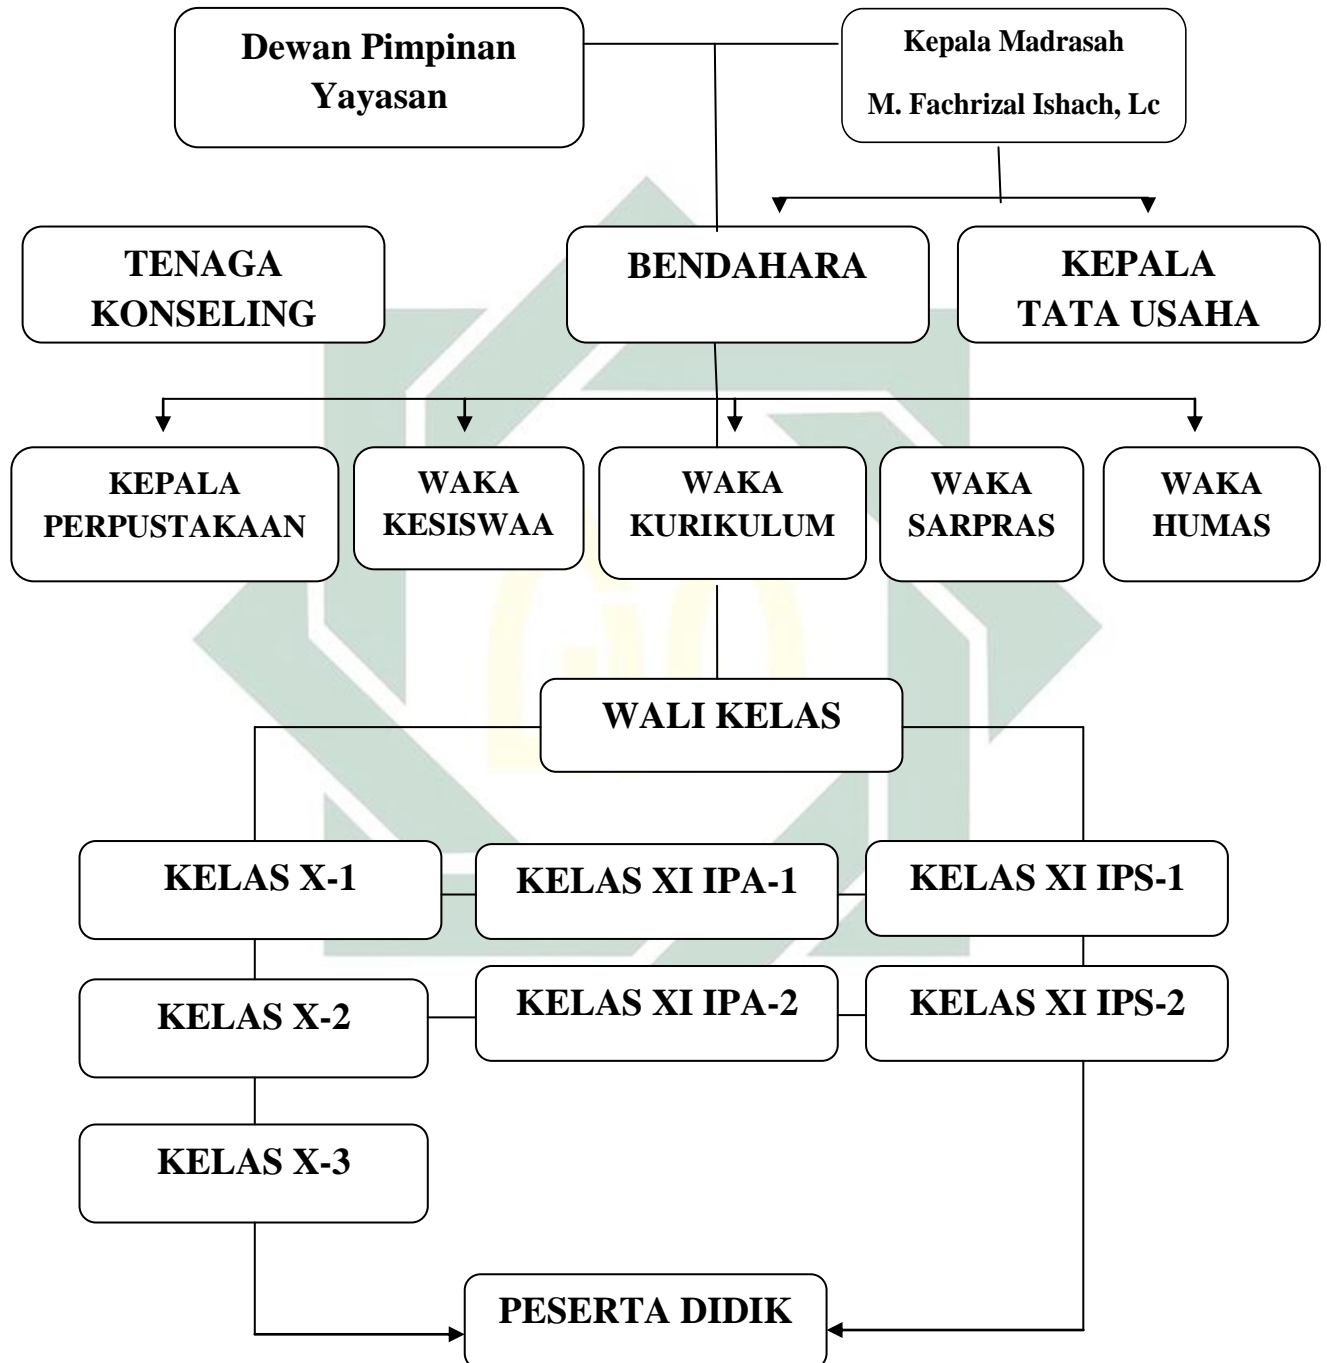 Dewan Pimpinan
Yayasan
Kepala Madrasah
M. Fachrizal Ishach, Lc
TENAGA
KONSELING
BENDAHARA
KEPALA
TATA USAHA
KEPALA
PERPUSTAKAAN
WAKA
KESISWAA
WAKA
KURIKULUM
WAKA
SARPRAS
WAKA
HUMAS
WALI KELAS
KELAS X-1
KELAS XI IPA-1
KELAS XI IPS-1
KELAS X-2
KELAS XI IPA-2
KELAS XI IPS-2
KELAS X-3
PESERTA DIDIK